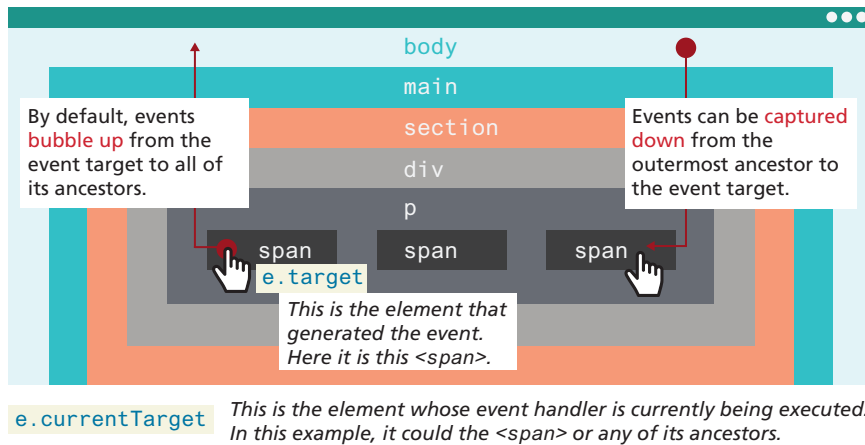 body
main
section
div
p
By default, events
bubble up from the
event target to all of
its ancestors.
Events can be captured
down from the
outermost ancestor to
the event target.
span
span
span
e.target
This is the element that
generated the event.
Here it is this <span>.
e.currentTarget
This is the element whose event handler is currently being executed.
In this example, it could the <span> or any of its ancestors.